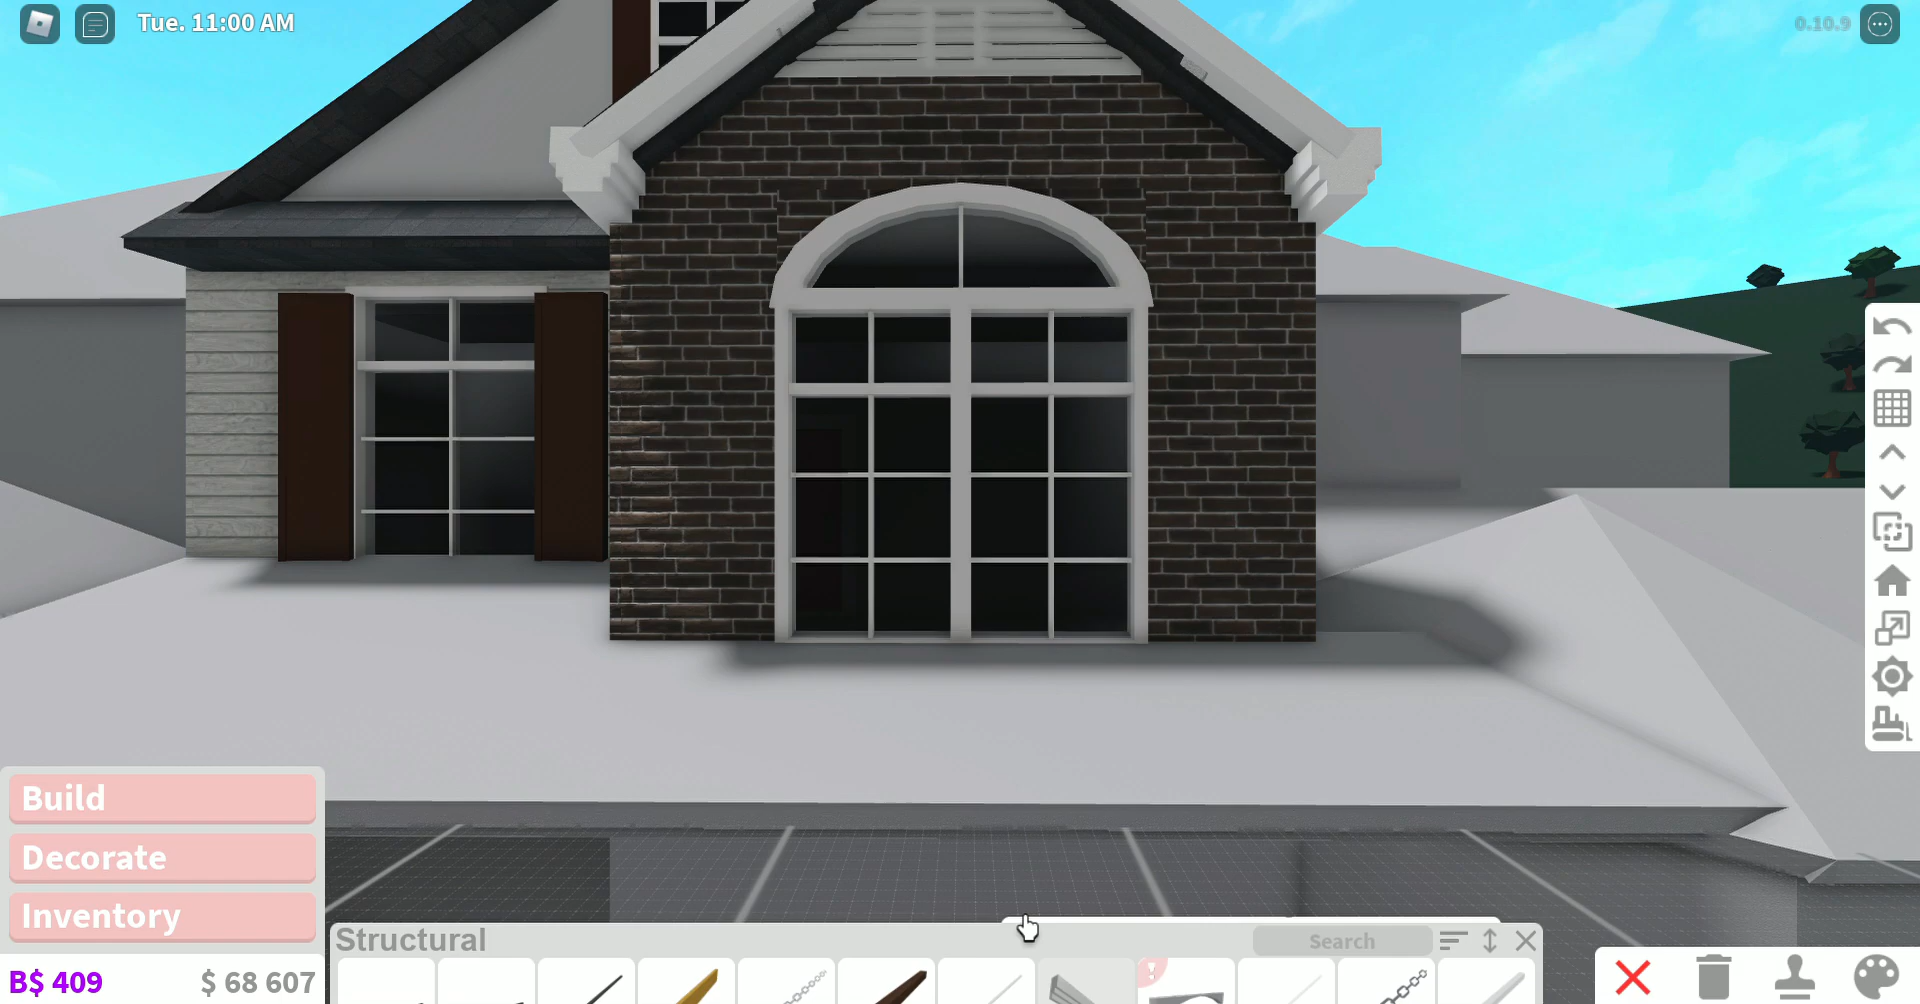 Tue. 11:00 AM
0.10.9
Build
Decorate
Inventory
B$ 409
$ 68 607
Structural
Search